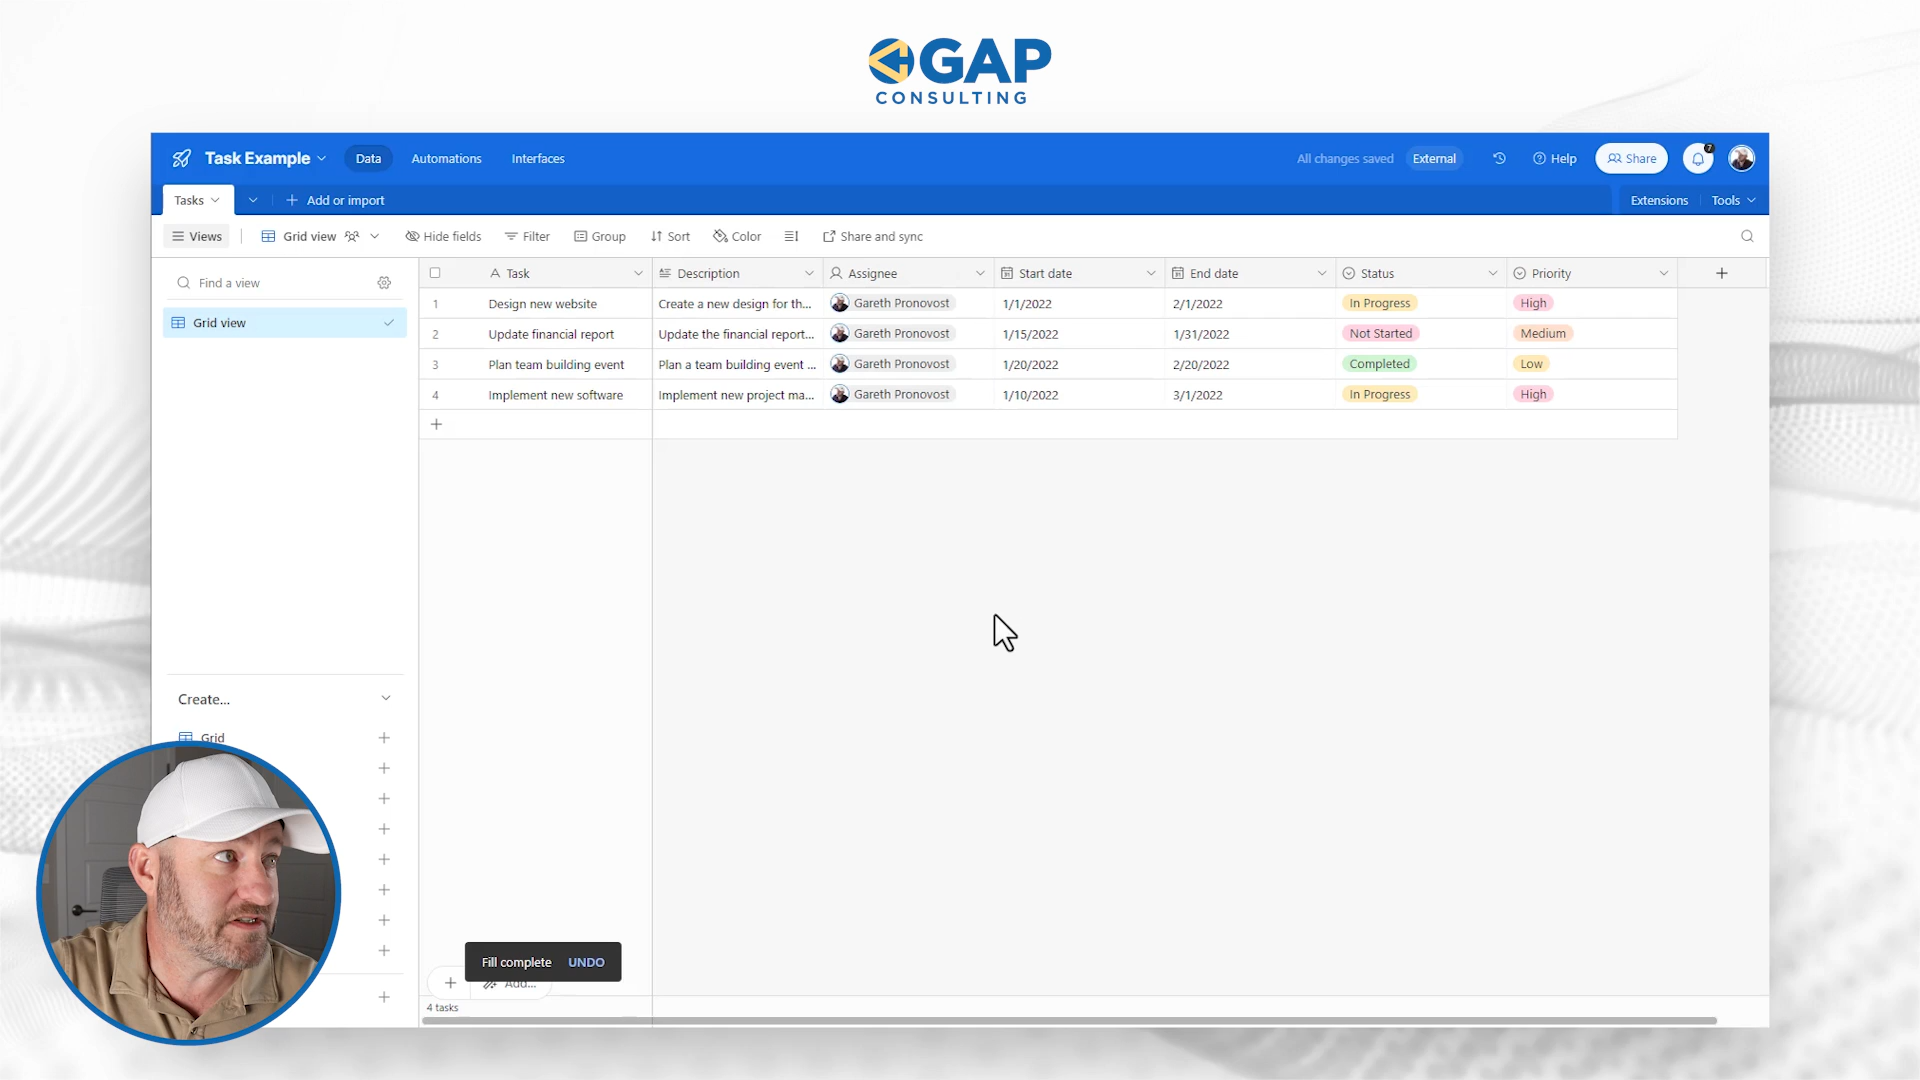 GAP
CONSULTING
Task Example
Data
Automations
Interfaces
All changes saved
External
Help
Share
7
Tasks
Add or import
Extensions
Tools
Views
Grid view
Hide fields
Filter
Group
Sort
Color
Share and sync
Find a view
Grid view
Task Description Assignee Start date End date Status Priority
1 Design new website Create a new design for th... Gareth Pronovost 1/1/2022 2/1/2022 In Progress High
2 Update financial report Update the financial report... Gareth Pronovost 1/15/2022 1/31/2022 Not Started Medium
3 Plan team building event Plan a team building event ... Gareth Pronovost 1/20/2022 2/20/2022 Completed Low
4 Implement new software Implement new project ma... Gareth Pronovost 1/10/2022 3/1/2022 In Progress High
Create...
Grid
Fill complete UNDO
Add...
4 tasks